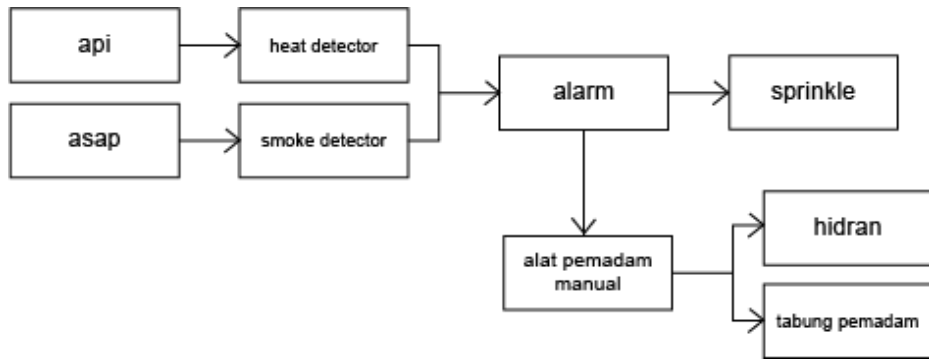 api
heat detector
alarm
sprinkle
asap
smoke detector
alat pemadam
manual
hidran
tabung pemadam